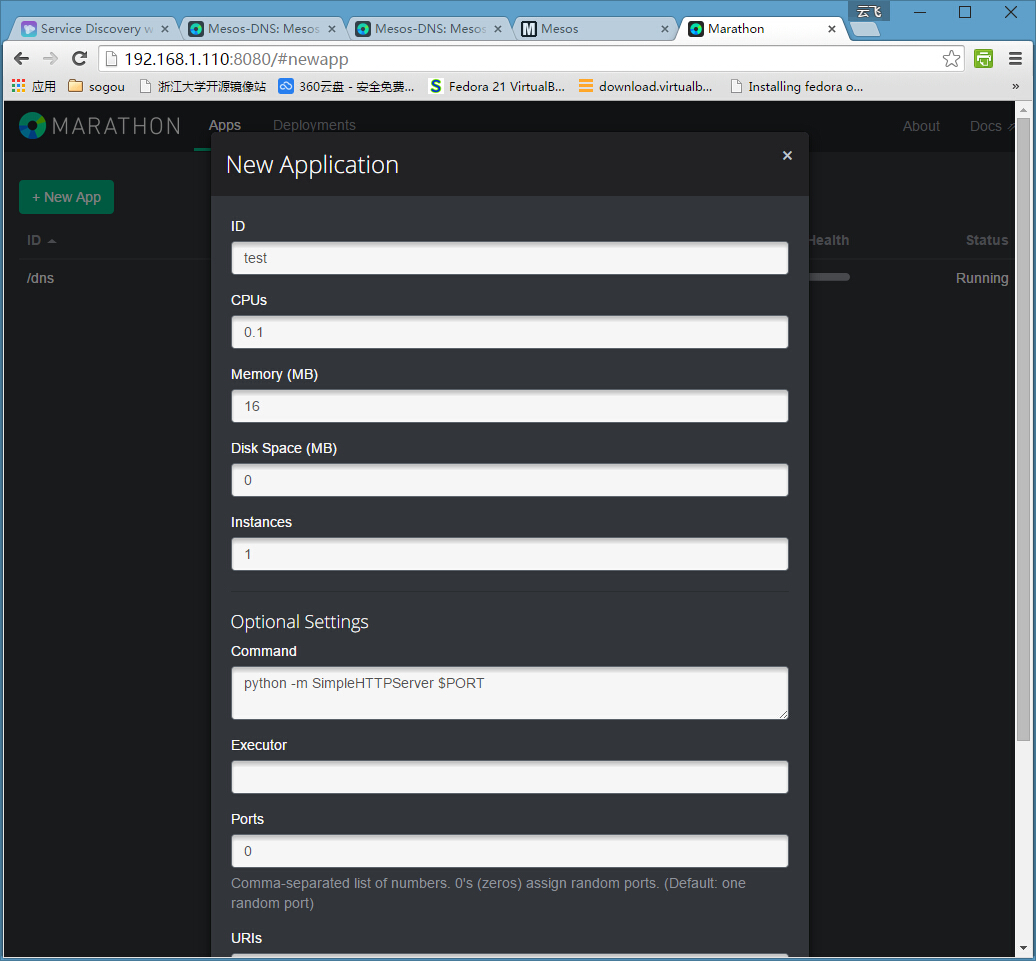 云飞
Service Discovery w
Mesos-DNS: Mesos
Mesos-DNS: Mesos
Mesos
Marathon
192.168.1.110:8080/#newapp
应用
sogou
浙江大学开源镜像站
360云盘 - 安全免费...
Fedora 21 VirtualB...
download.virtualb...
Installing fedora o...
»
MARATHON
Apps
Deployments
About
Docs
New Application
+ New App
ID
Health
Status
/dns
Running
ID
test
CPUs
0.1
Memory (MB)
16
Disk Space (MB)
0
Instances
1
Optional Settings
Command
python -m SimpleHTTPServer $PORT
Executor
Ports
0
Comma-separated list of numbers. 0's (zeros) assign random ports. (Default: one
random port)
URIs